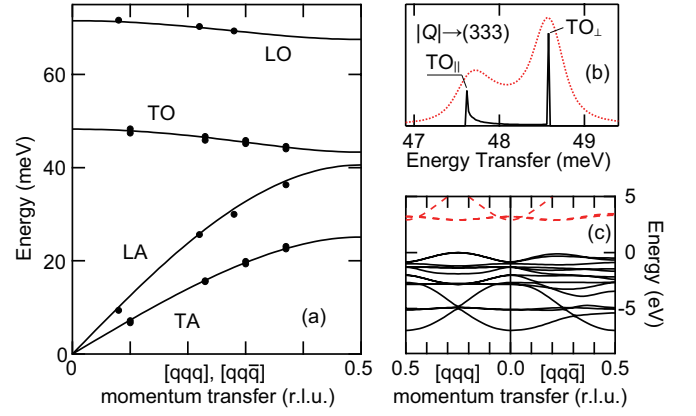 60
40
20
0
Energy (meV)
LO
TO
LA
TA
(a)
0
[qqq], [qqq̄]
0.5
momentum transfer (r.l.u.)
|Q|→(333)
TO⊥
TO||
(b)
47
48
49
Energy Transfer (meV)
(c)
5
0
-5
Energy (eV)
0.5
[qqq]
0.0
[qqq̄]
0.5
momentum transfer (r.l.u.)